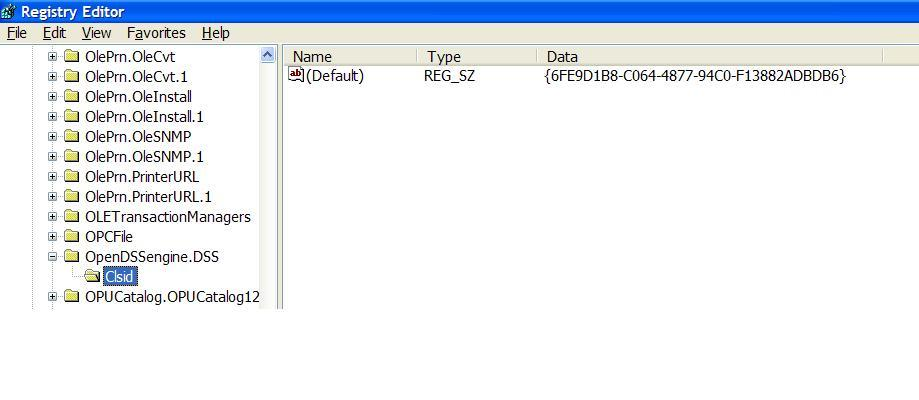 Registry Editor
File Edit View Favorites Help
OlePrn.OleCvt
OlePrn.OleCvt.1
OlePrn.OleInstall
OlePrn.OleInstall.1
OlePrn.OleSNMP
OlePrn.OleSNMP.1
OlePrn.PrinterURL
OlePrn.PrinterURL.1
OLETransactionManagers
OPCFile
OpenDSSengine.DSS
Clsid
OPUCatalog.OPUCatalog12
Name Type Data
ab (Default) REG_SZ {6FE9D1B8-C064-4877-94C0-F13882ADBDB6}